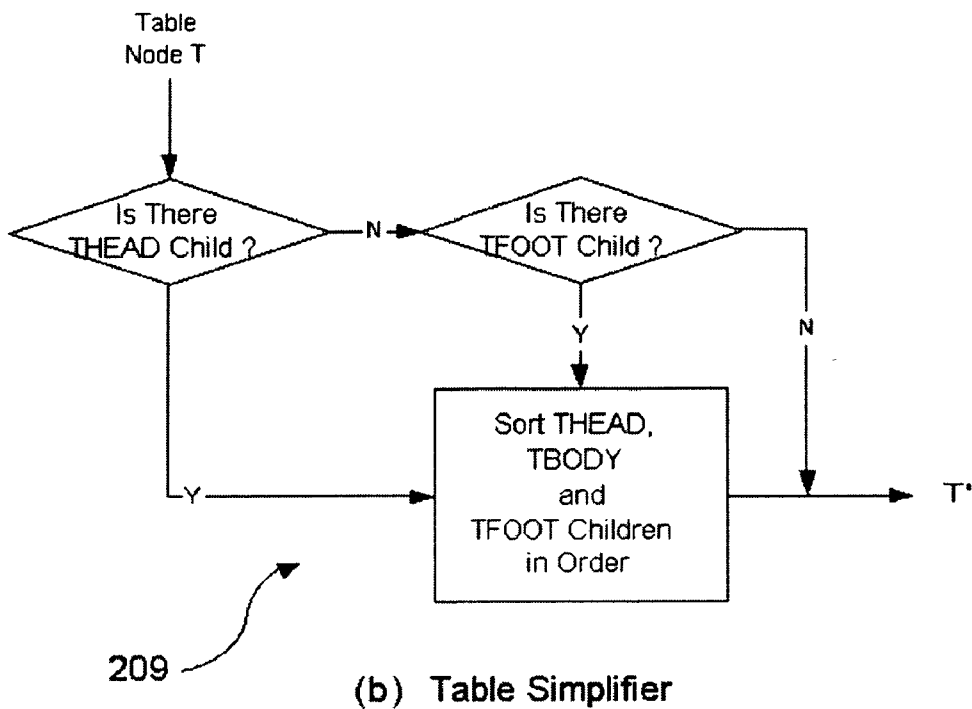 Table
Node T
Is There
THEAD Child ?
N
Is There
TFOOT Child ?
Y
N
Sort THEAD,
TBODY
and
TFOOT Children
in Order
Y
T'
209
(b) Table Simplifier